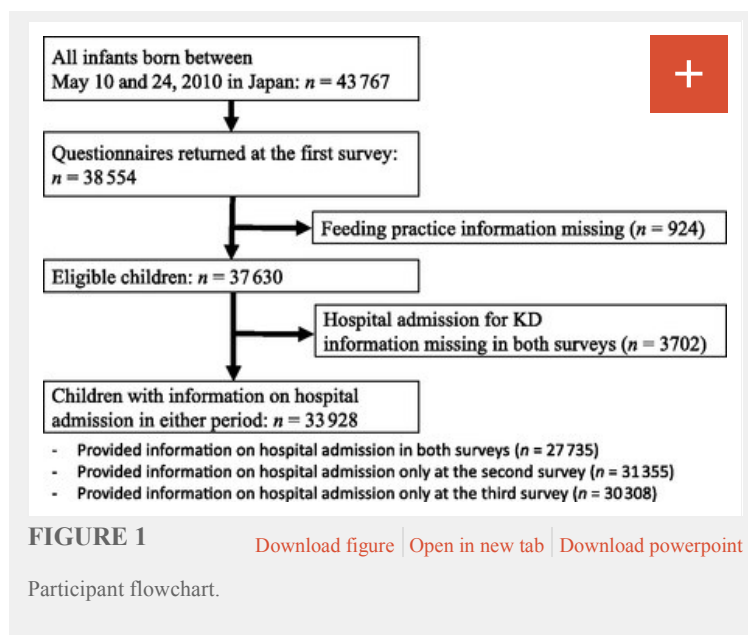 All infants born between
May 10 and 24, 2010 in Japan: n = 43 767
+
Questionnaires returned at the first survey:
n = 38 554
Feeding practice information missing (n = 924)
Eligible children: n = 37 630
Hospital admission for KD
information missing in both surveys (n = 3702)
Children with information on hospital
admission in either period: n = 33 928
- Provided information on hospital admission in both surveys (n = 27 735)
- Provided information on hospital admission only at the second survey (n = 31 355)
- Provided information on hospital admission only at the third survey (n = 30 308)
FIGURE 1
Download figure | Open in new tab | Download powerpoint
Participant flowchart.